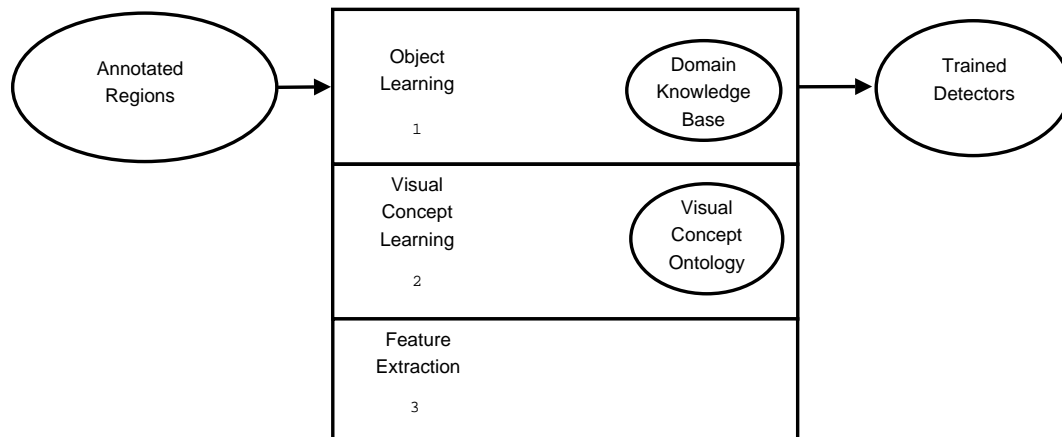 Annotated
Regions
Object
Learning
1
Domain
Knowledge
Base
Trained
Detectors
Visual
Concept
Learning
2
Visual
Concept
Ontology
Feature
Extraction
3